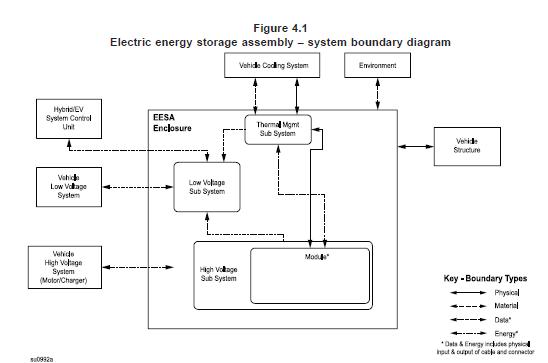 Figure 4.1
Electric energy storage assembly – system boundary diagram
Vehicle Cooling System
Environment
Hybrid/EV
System Control
Unit
EESA
Enclosure
Thermal Mgmt
Sub System
Vehicle
Structure
Vehicle
Low Voltage
System
Low Voltage
Sub System
Vehicle
High Voltage
System
(Motor/Charger)
High Voltage
Sub System
Module*
Key - Boundary Types
Physical
Material
Data*
Energy*
* Data & Energy includes physical
input & output of cable and connector
su0992a